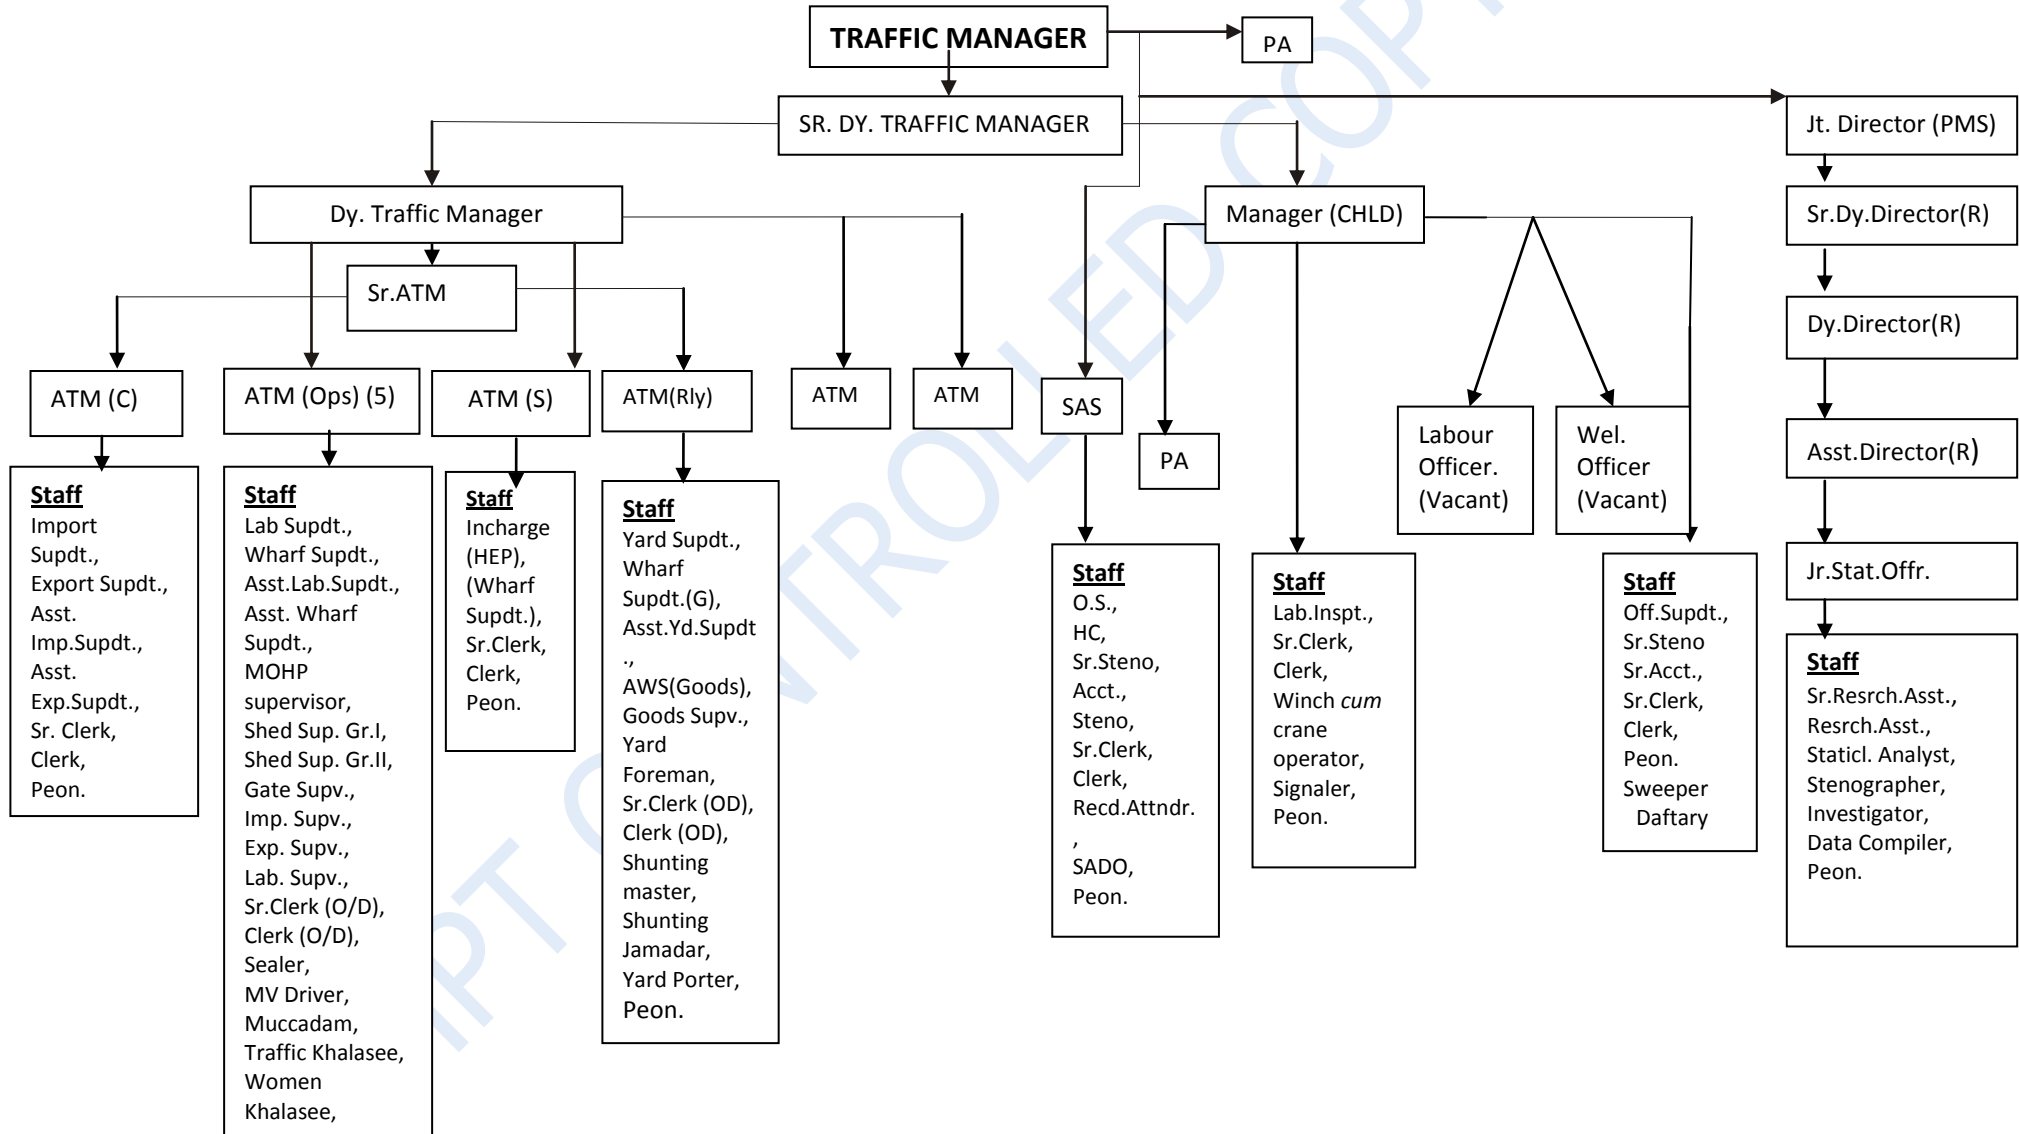 TRAFFIC MANAGER
PA
SR. DY. TRAFFIC MANAGER
Jt. Director (PMS)
Dy. Traffic Manager
Manager (CHLD)
Sr.Dy.Director(R)
Sr.ATM
Dy.Director(R)
ATM (C)
ATM (Ops) (5)
ATM (S)
ATM(Rly)
ATM
ATM
SAS
PA
Labour
Officer.
(Vacant)
Wel.
Officer
(Vacant)
Asst.Director(R)
Jr.Stat.Offr.
Staff
Import
Supdt.,
Export Supdt.,
Asst.
Imp.Supdt.,
Asst.
Exp.Supdt.,
Sr. Clerk,
Clerk,
Peon.
Staff
Lab Supdt.,
Wharf Supdt.,
Asst.Lab.Supdt.,
Asst. Wharf
Supdt.,
MOHP
supervisor,
Shed Sup. Gr.I,
Shed Sup. Gr.II,
Gate Supv.,
Imp. Supv.,
Exp. Supv.,
Lab. Supv.,
Sr.Clerk (O/D),
Clerk (O/D),
Sealer,
MV Driver,
Muccadam,
Traffic Khalasee,
Women
Khalasee,
Staff
Incharge
(HEP),
(Wharf
Supdt.),
Sr.Clerk,
Clerk,
Peon.
Staff
Yard Supdt.,
Wharf
Supdt.(G),
Asst.Yd.Supdt
.,
AWS(Goods),
Goods Supv.,
Yard
Foreman,
Sr.Clerk (OD),
Clerk (OD),
Shunting
master,
Shunting
Jamadar,
Yard Porter,
Peon.
Staff
O.S.,
HC,
Sr.Steno,
Acct.,
Steno,
Sr.Clerk,
Clerk,
Recd.Attndr.
,
SADO,
Peon.
Staff
Lab.Inspt.,
Sr.Clerk,
Clerk,
Winch cum
crane
operator,
Signaler,
Peon.
Staff
Off.Supdt.,
Sr.Steno
Sr.Acct.,
Sr.Clerk,
Clerk,
Peon.
Sweeper
Daftary
Staff
Sr.Resrch.Asst.,
Resrch.Asst.,
Staticl. Analyst,
Stenographer,
Investigator,
Data Compiler,
Peon.